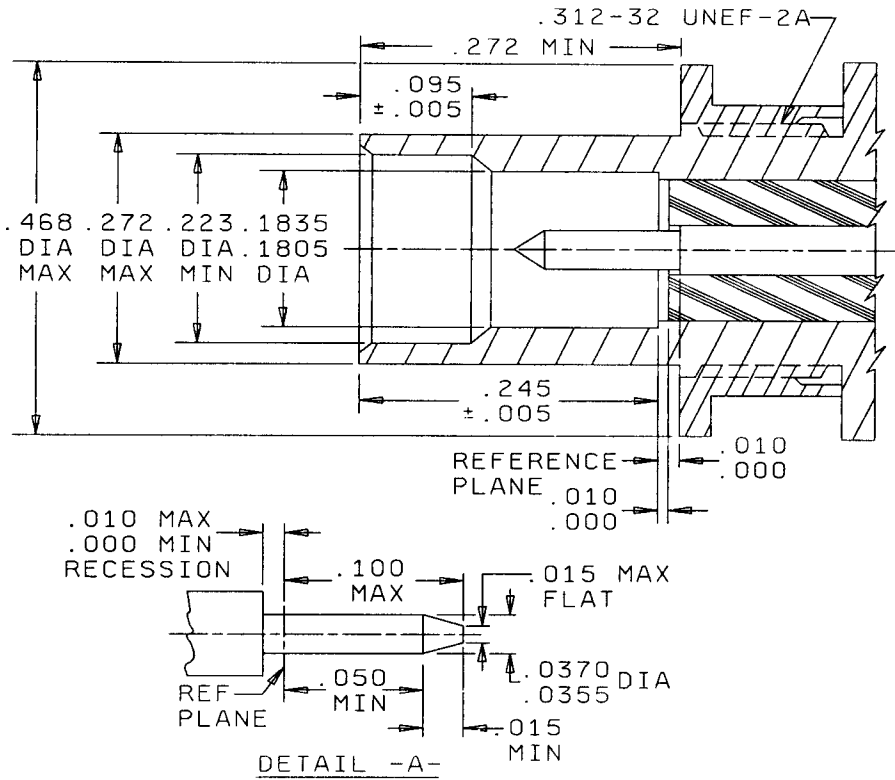 .312-32 UNEF-2A
.272 MIN
.095
±.005
.468 .272 .223 .1835
DIA DIA DIA .1805
MAX MAX MIN DIA
.245
±.005
REFERENCE
PLANE
.010
.000
.010
.000
.010 MAX
.000 MIN
RECESSION
.100
MAX
.015 MAX
FLAT
REF
PLANE
.050
MIN
.0370
.0355 DIA
.015
MIN
DETAIL -A-